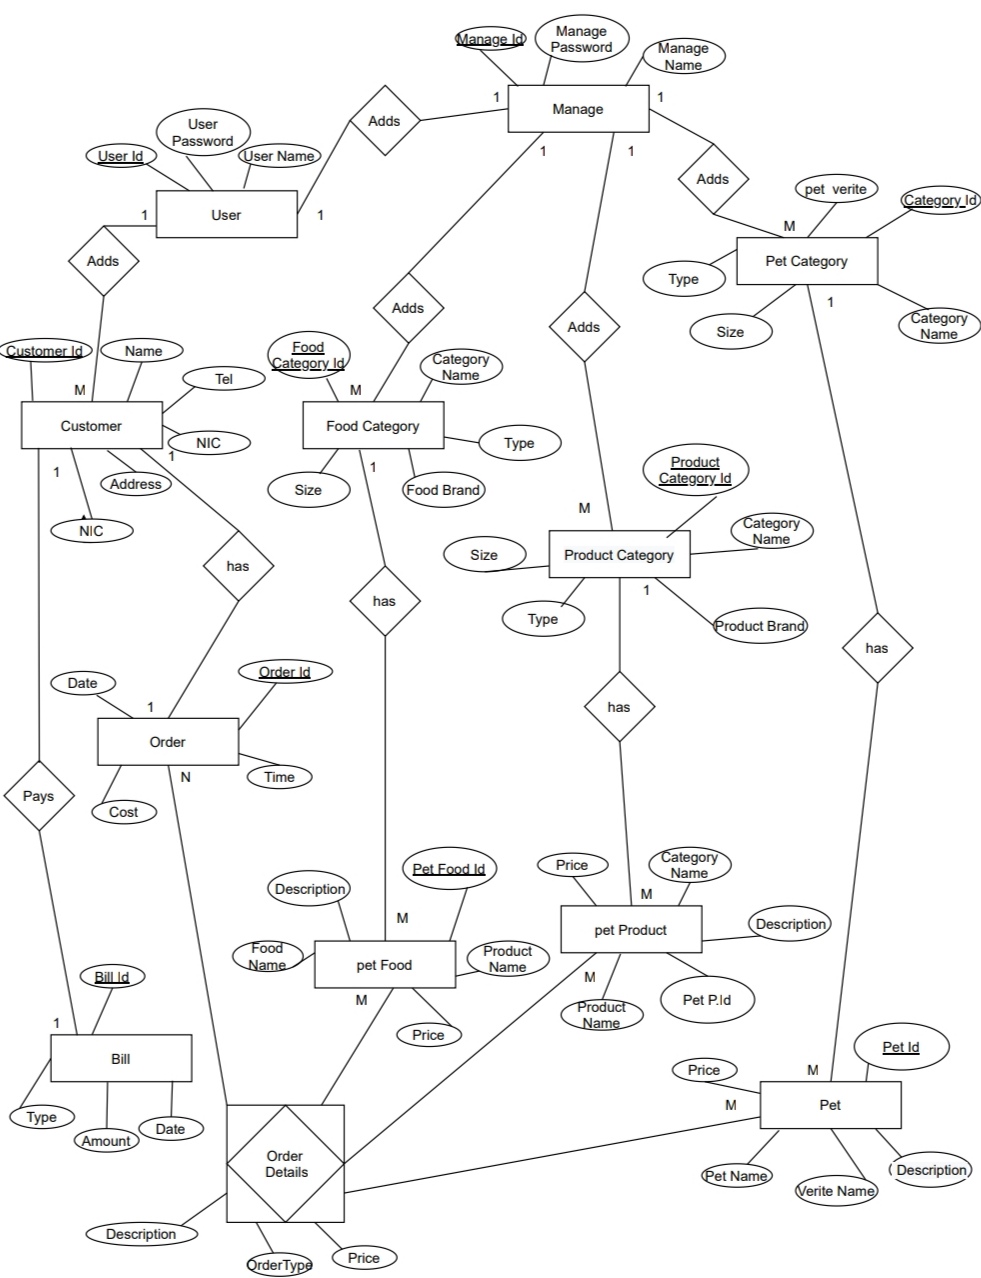 Manage Id
Manage
Password
Manage
Name
Manage
1
1
Adds
1
1
User
Password
User Id
User Name
User
1
1
Adds
Adds
pet verite
Category Id
M
Pet Category
Type
Size
1
Category
Name
Adds
Adds
Adds
Customer Id
Name
Tel
M
Customer
NIC
1
1
Address
NIC
Food
Category Id
Category
Name
M
Food Category
Type
1
Size
Food Brand
Product
Category Id
M
Category
Name
Size
Product Category
1
Type
Product Brand
has
has
has
has
Date
Order Id
1
Order
N
Time
Cost
Pays
Description
Pet Food Id
M
Food
Name
pet Food
Product
Name
M
Price
Price
Category
Name
M
pet Product
Description
M
Product
Name
Pet P.Id
Bill Id
1
Bill
Type
Amount
Date
Pet Id
Price
M
M
Pet
Pet Name
Verite Name
Description
Order
Details
Description
OrderType
Price